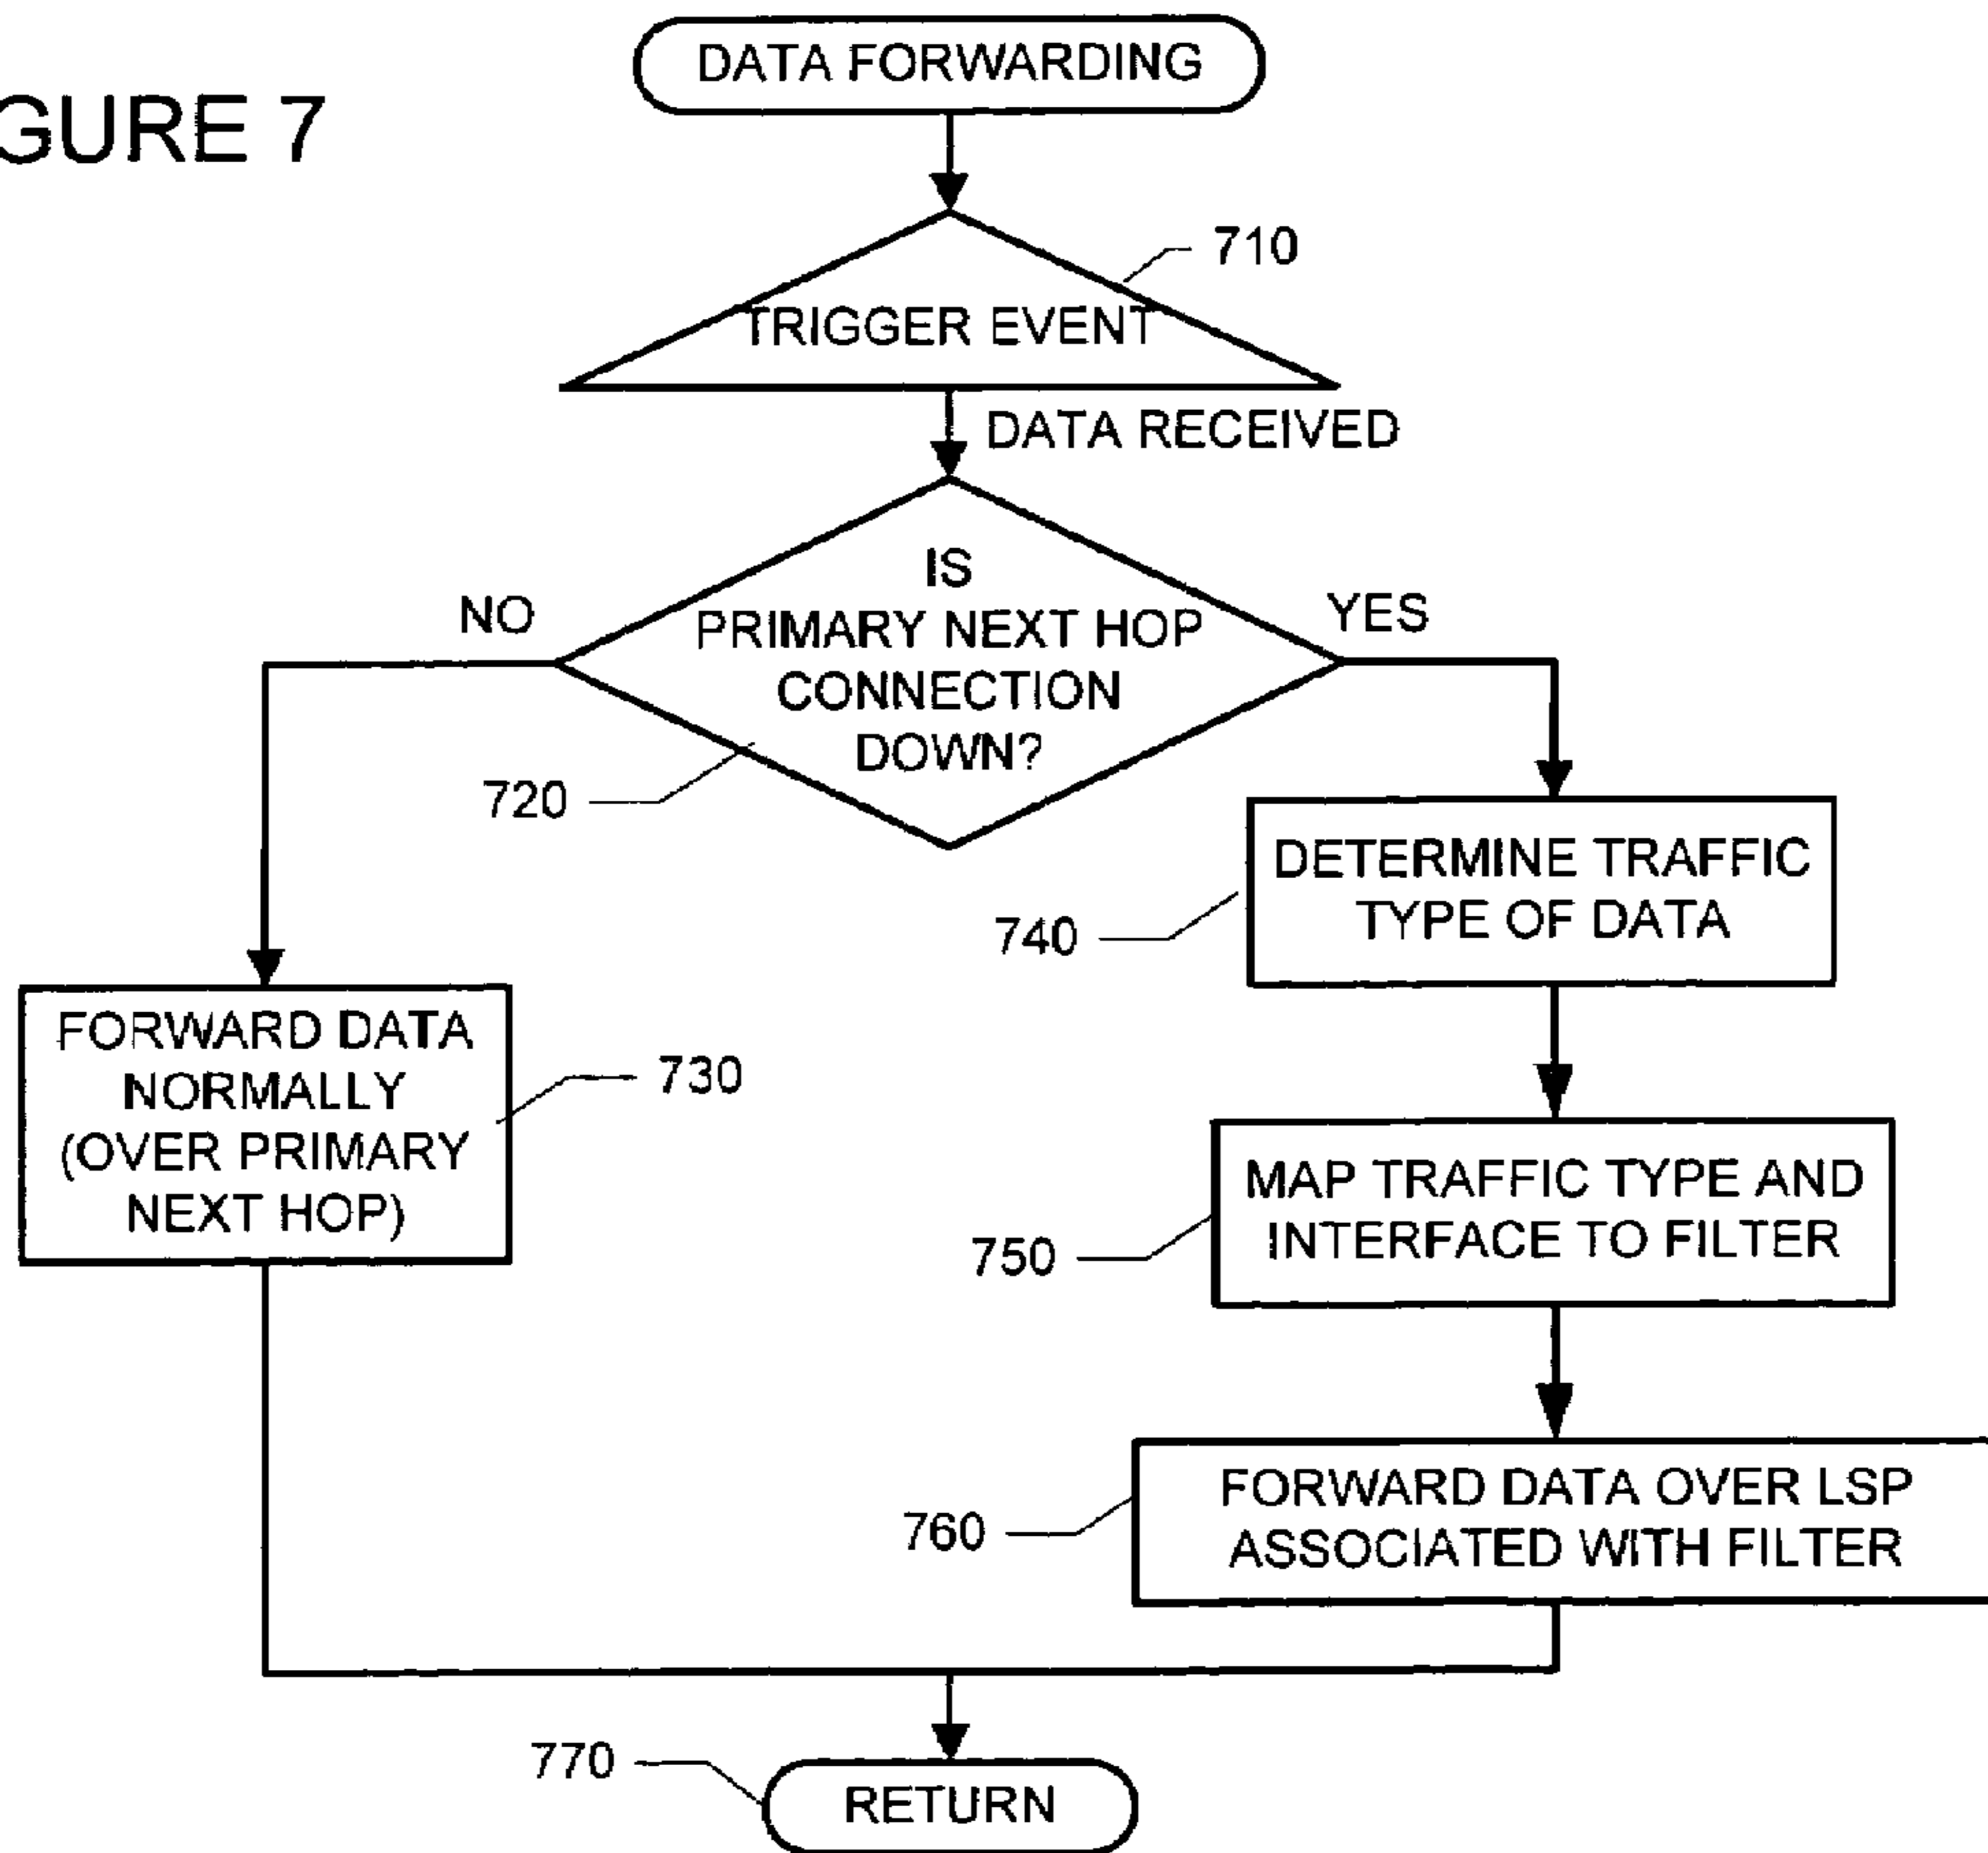 DATA FORWARDING
GURE 7
710
TRIGGER EVENT
DATA RECEIVED
IS
PRIMARY NEXT HOP
CONNECTION
DOWN?
NO
YES
720
DETERMINE TRAFFIC
TYPE OF DATA
740
FORWARD DATA
NORMALLY
(OVER PRIMARY
NEXT HOP)
730
MAP TRAFFIC TYPE AND
INTERFACE TO FILTER
750
FORWARD DATA OVER LSP
ASSOCIATED WITH FILTER
760
770
RETURN